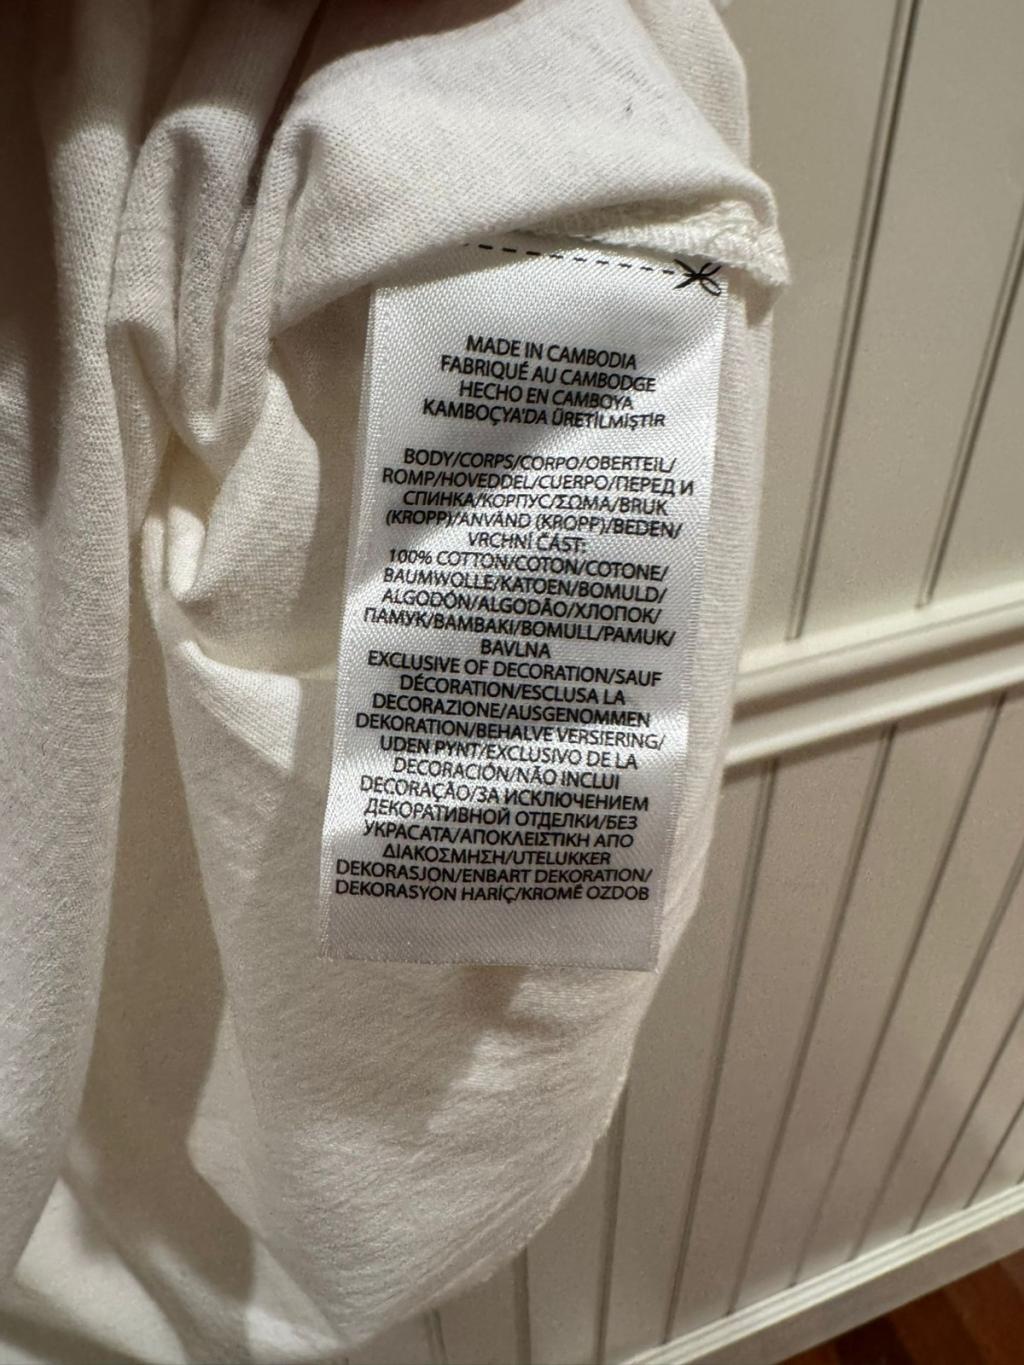 MADE IN CAMBODIA
FABRIQUÉ AU CAMBODGE
HECHO EN CAMBOYA
KAMBOÇYA'DA ÜRETİLMİŞTİR
BODY/CORPS/CORPO/OBERTEIL/
ROMP/HOVEDDEL/CUERPO/ПЕРЕД И
СПИНКА/КОРПУС/ΣΩΜΑ/BRUK
(KROPP)/ANVÄND (KROPP)/BEDEN/
VRCHNÍ ČÁST:
100% COTTON/COTON/COTONE/
BAUMWOLLE/KATOEN/BOMULD/
ALGODÓN/ALGODÃO/ХЛОПОК/
ПАМУК/ΒΑΜΒΑΚΙ/BOMULL/PAMUK/
BAVLNA
EXCLUSIVE OF DECORATION/SAUF
DÉCORATION/ESCLUSA LA
DECORAZIONE/AUSGENOMMEN
DEKORATION/BEHALVE VERSIERING/
UDEN PYNT/EXCLUSIVO DE LA
DECORACIÓN/NÃO INCLUI
DECORAÇÃO/ЗА ИСКЛЮЧЕНИЕМ
ДЕКОРАТИВНОЙ ОТДЕЛКИ/БЕЗ
УКРАСАТА/ΑΠΟΚΛΕΙΣΤΙΚΗ ΑΠΟ
ΔΙΑΚΟΣΜΗΣΗ/UTELUKKER
DEKORASJON/ENBART DEKORATION/
DEKORASYON HARİÇ/KROMĚ OZDOB